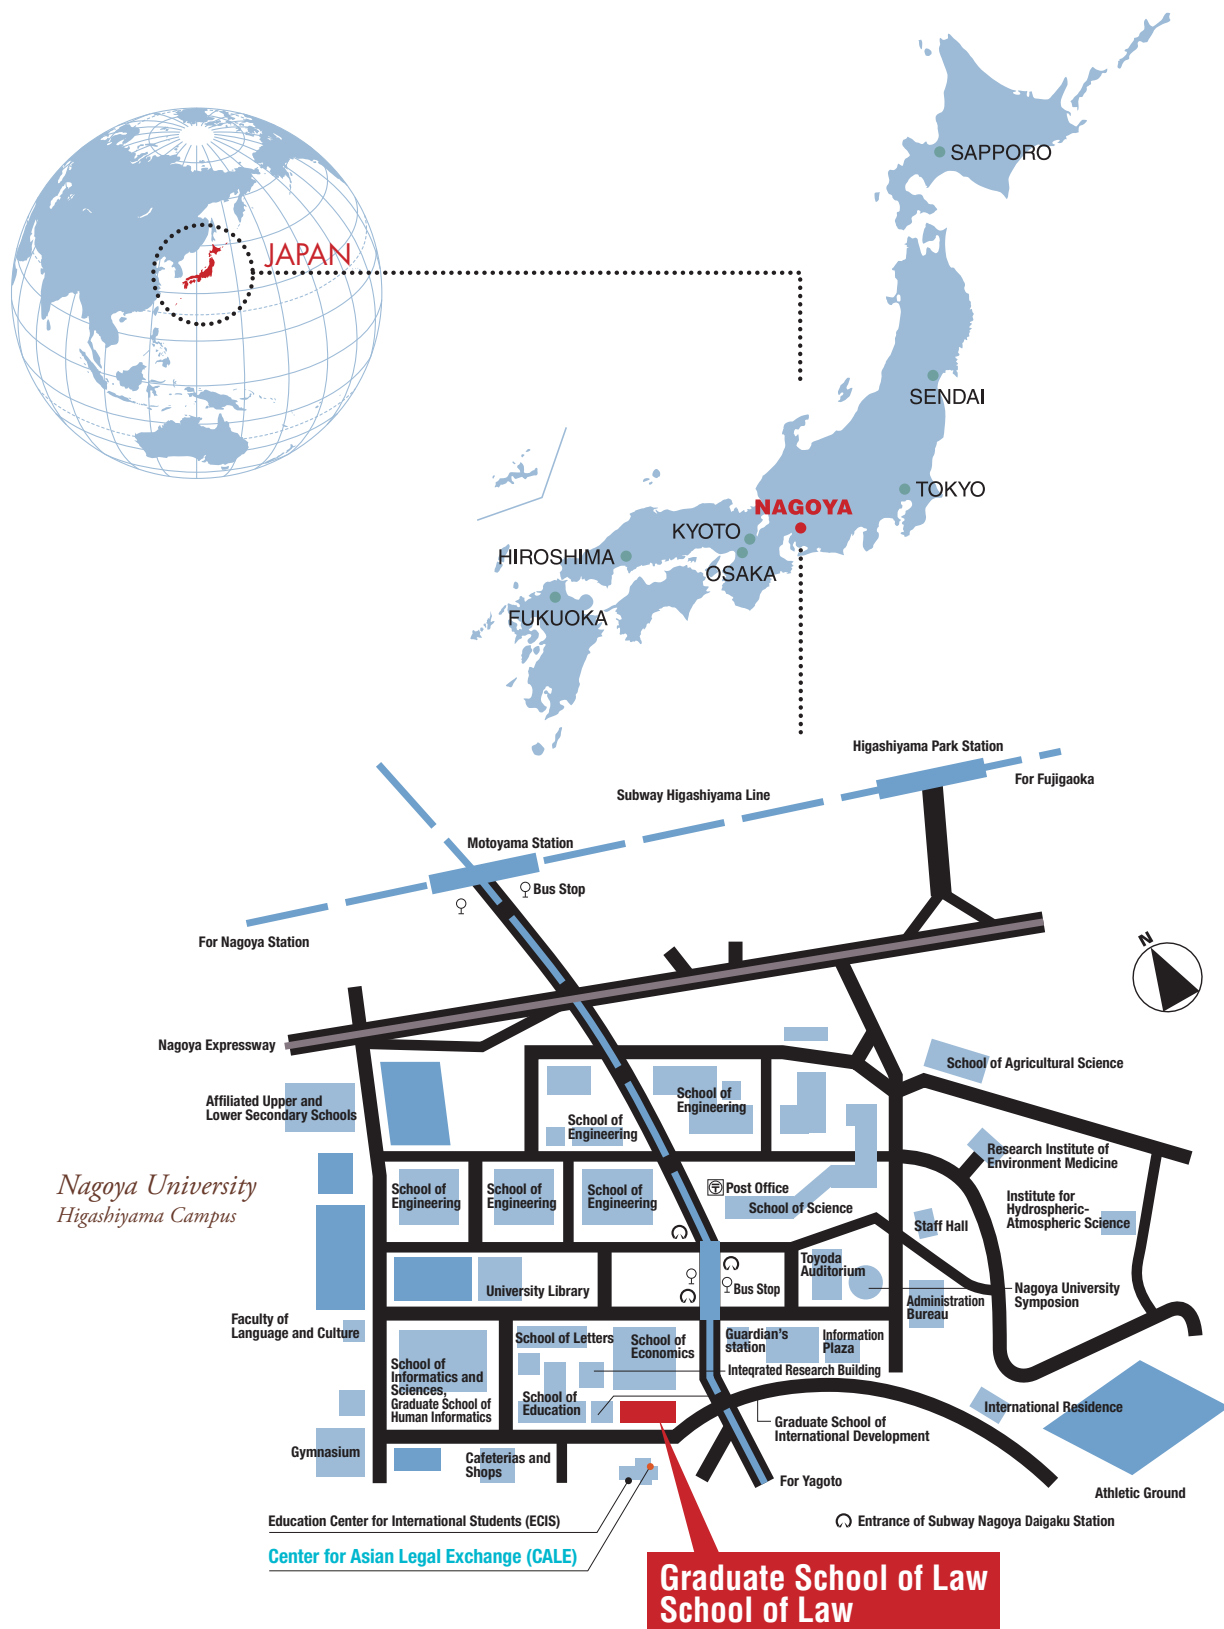 SAPPORO
JAPAN
SENDAI
TOKYO
NAGOYA
KYOTO
HIROSHIMA
OSAKA
FUKUOKA
Higashiyama Park Station
For Fujigaoka
Subway Higashiyama Line
Motoyama Station
Bus Stop
For Nagoya Station
N
Nagoya Expressway
School of Agricultural Science
Affiliated Upper and
Lower Secondary Schools
School of
Engineering
School of
Engineering
Research Institute of
Environment Medicine
Nagoya University
Higashiyama Campus
School of
Engineering
School of
Engineering
School of
Engineering
Post Office
School of Science
Institute for
Hydrospheric-
Atmospheric Science
Staff Hall
Toyoda
Auditorium
University Library
Bus Stop
Nagoya University
Symposion
Administration
Bureau
Faculty of
Language and Culture
School of Letters
School of
Economics
Guardian's
station
Information
Plaza
School of
Informatics and
Sciences,
Graduate School of
Human Informatics
Inteqrated Research Building
School of
Education
International Residence
Graduate School of
International Development
Gymnasium
Cafeterias and
Shops
For Yagoto
Athletic Ground
Education Center for International Students (ECIS)
Entrance of Subway Nagoya Daigaku Station
Center for Asian Legal Exchange (CALE)
Graduate School of Law
School of Law